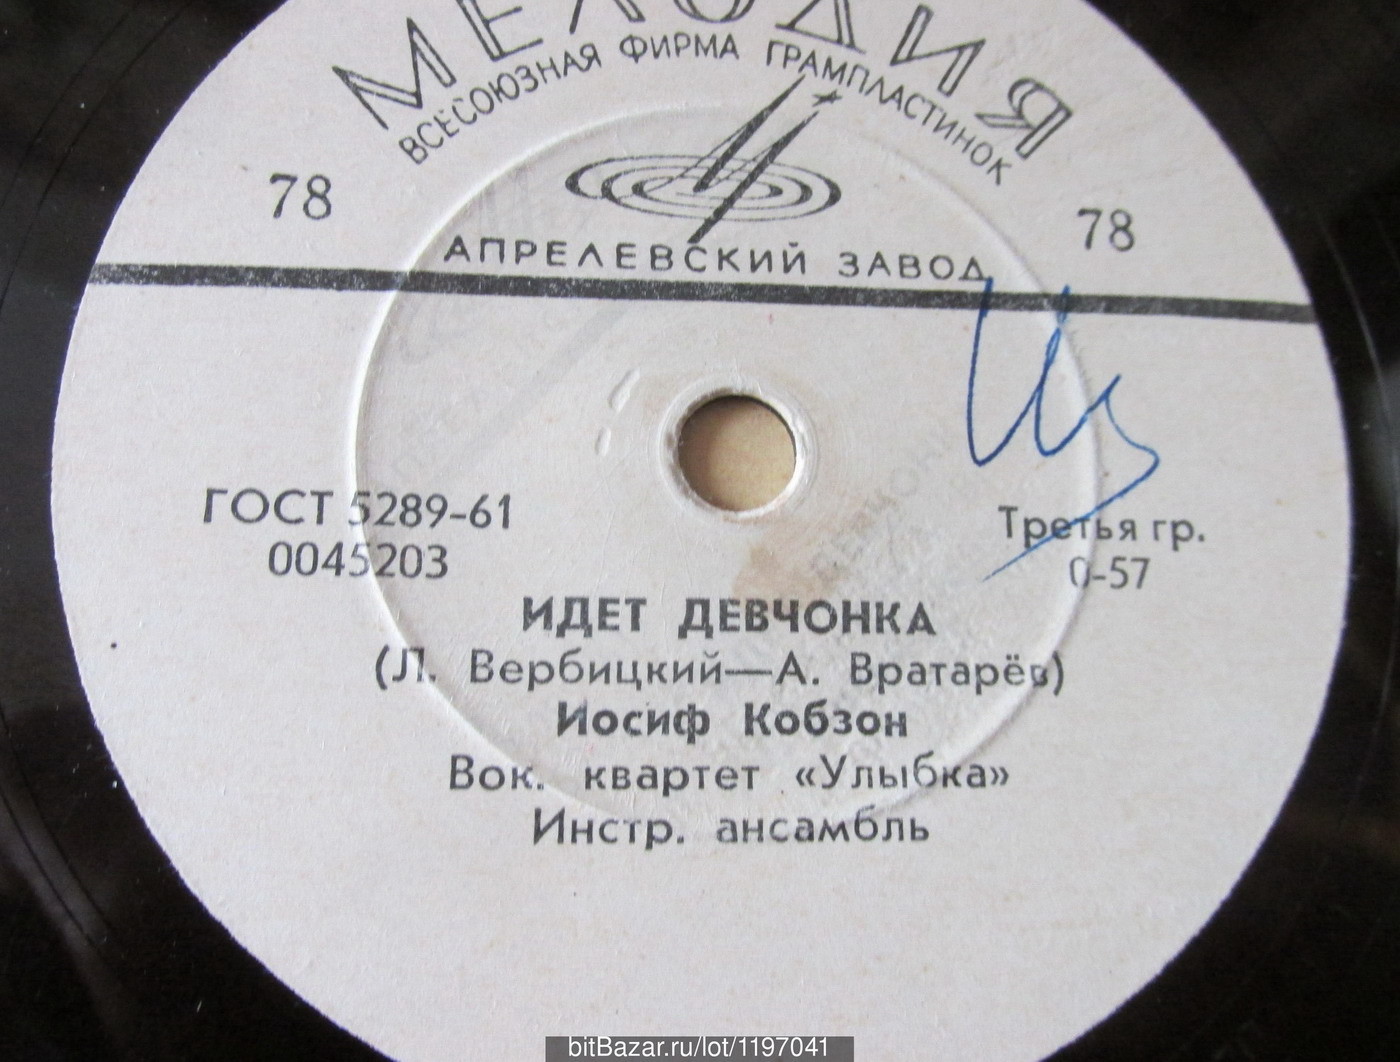 МЕЛОДИЯ
ВСЕСОЮЗНАЯ ФИРМА ГРАМПЛАСТИНОК
78 78
АПРЕЛЕВСКИЙ ЗАВОД
ГОСТ 5289-61
0045203
Третья гр.
0-57
ИДЕТ ДЕВЧОНКА
(Л. Вербицкий—А. Вратарёв)
Иосиф Кобзон
Вок. квартет «Улыбка»
Инстр. ансамбль
bitBazar.ru/lot/1197041